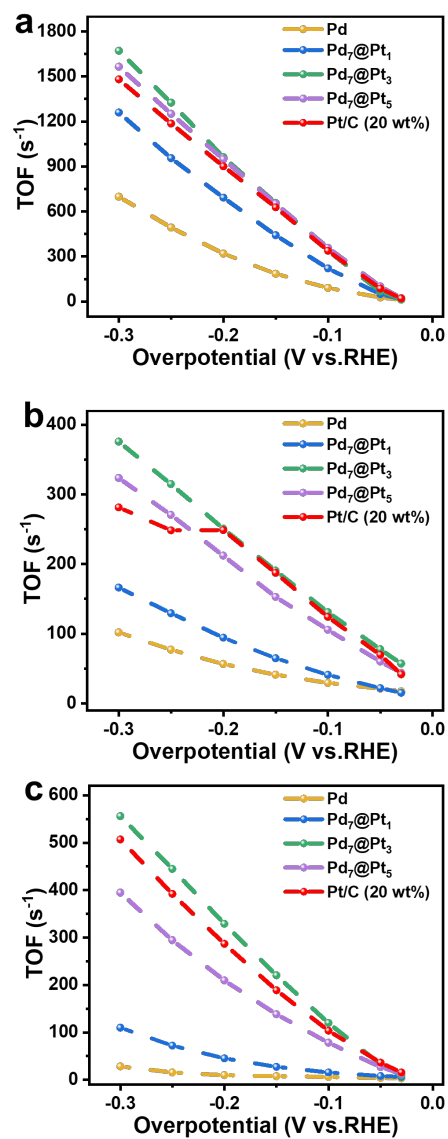 a
1800
1500
1200
900
600
300
0
TOF (s⁻¹)
Pd
Pd₇@Pt₁
Pd₇@Pt₃
Pd₇@Pt₅
Pt/C (20 wt%)
-0.3
-0.2
-0.1
0.0
Overpotential (V vs.RHE)
b
400
300
200
100
0
TOF (s⁻¹)
Pd
Pd₇@Pt₁
Pd₇@Pt₃
Pd₇@Pt₅
Pt/C (20 wt%)
-0.3
-0.2
-0.1
0.0
Overpotential (V vs.RHE)
c
600
500
400
300
200
100
0
TOF (s⁻¹)
Pd
Pd₇@Pt₁
Pd₇@Pt₃
Pd₇@Pt₅
Pt/C (20 wt%)
-0.3
-0.2
-0.1
0.0
Overpotential (V vs.RHE)